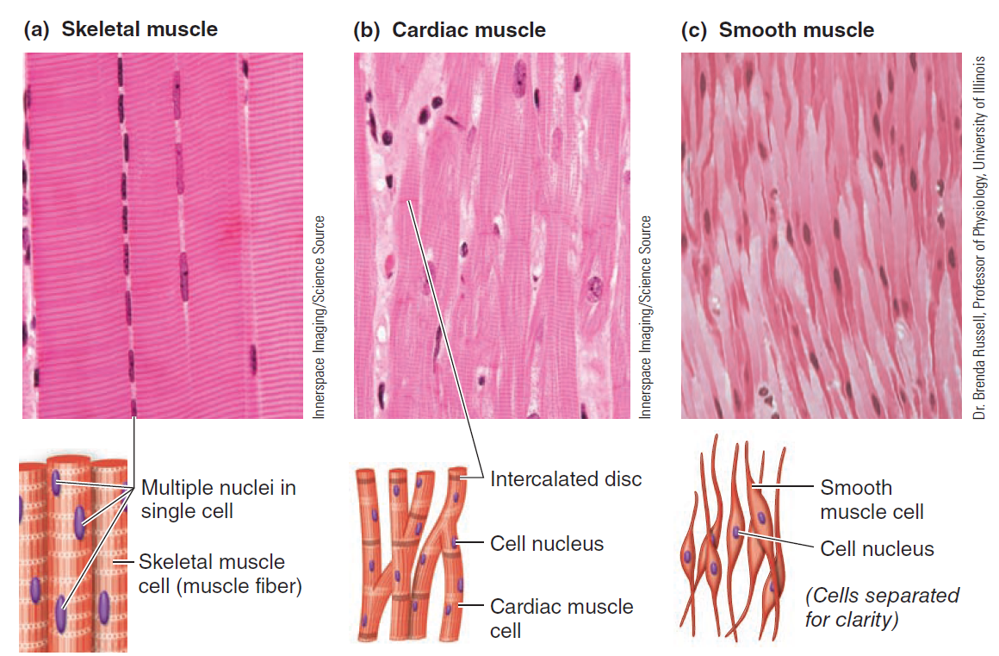 (a) Skeletal muscle
Innerspace Imaging/Science Source
Multiple nuclei in
single cell
Skeletal muscle
cell (muscle fiber)
(b) Cardiac muscle
Innerspace Imaging/Science Source
Intercalated disc
Cell nucleus
Cardiac muscle
cell
(c) Smooth muscle
Dr. Brenda Russell, Professor of Physiology, University of Illinois
Smooth
muscle cell
Cell nucleus
(Cells separated
for clarity)